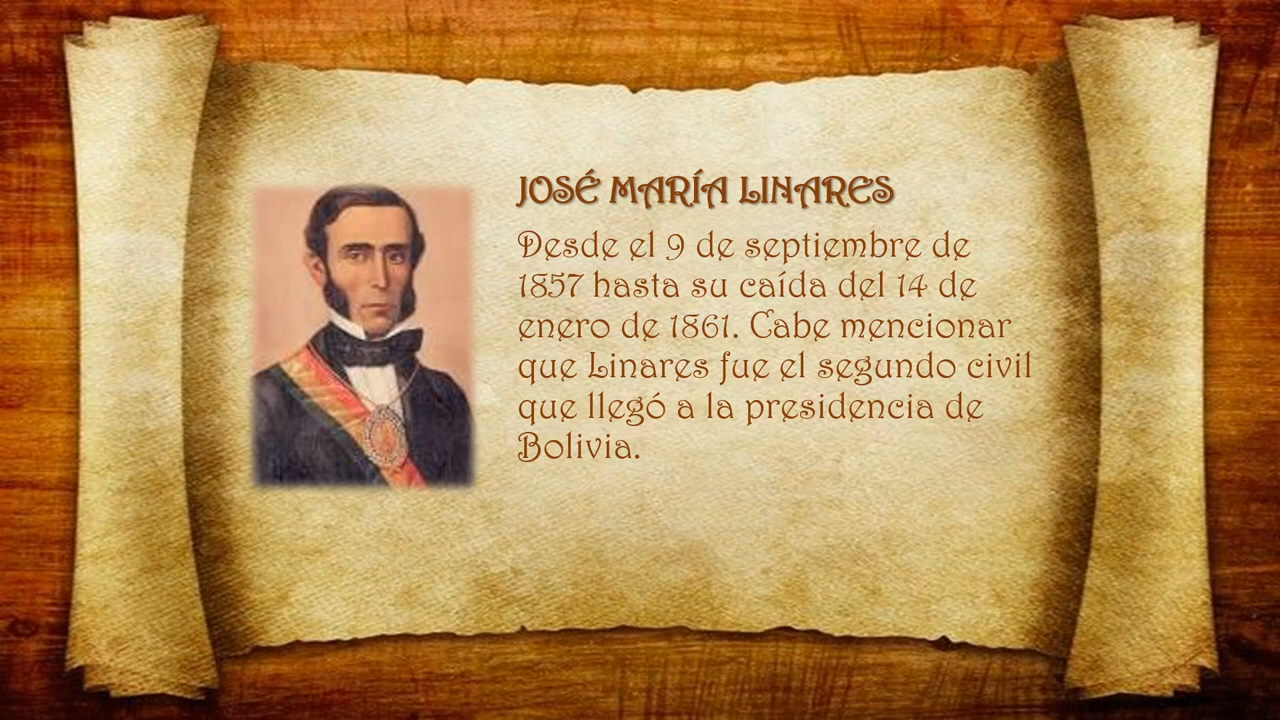 JOSÉ MARÍA LINARES
Desde el 9 de septiembre de
1857 hasta su caída del 14 de
enero de 1861. Cabe mencionar
que Linares fue el segundo civil
que llegó a la presidencia de
Bolivia.